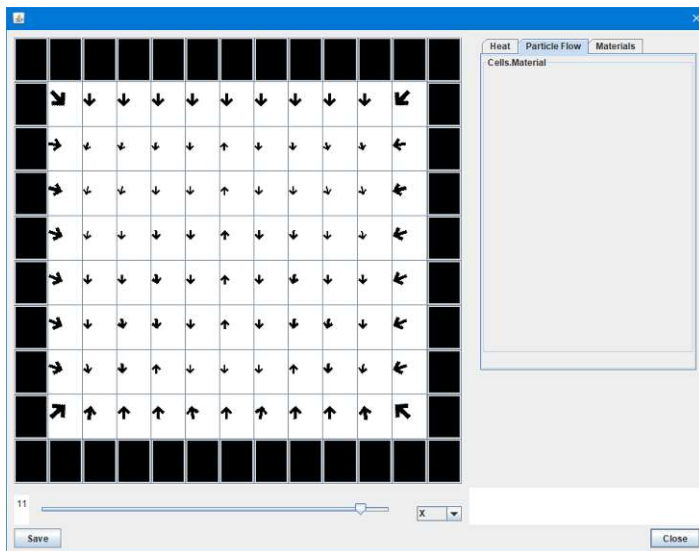 Heat Particle Flow Materials
Cells.Material
11
X
Save
Close